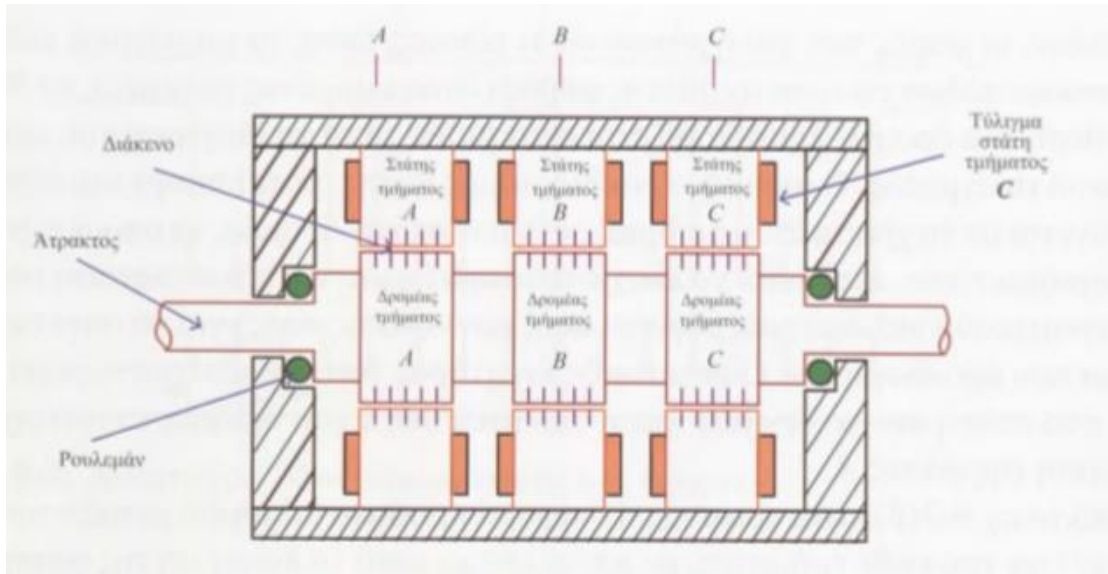 A
B
C
Διάκενο
Τύλιγμα
στάτη
τμήματος
C
Στάτης
τμήματος
A
Στάτης
τμήματος
B
Στάτης
τμήματος
C
Άτρακτος
Δρομέας
τμήματος
A
Δρομέας
τμήματος
B
Δρομέας
τμήματος
C
Ρουλεμάν